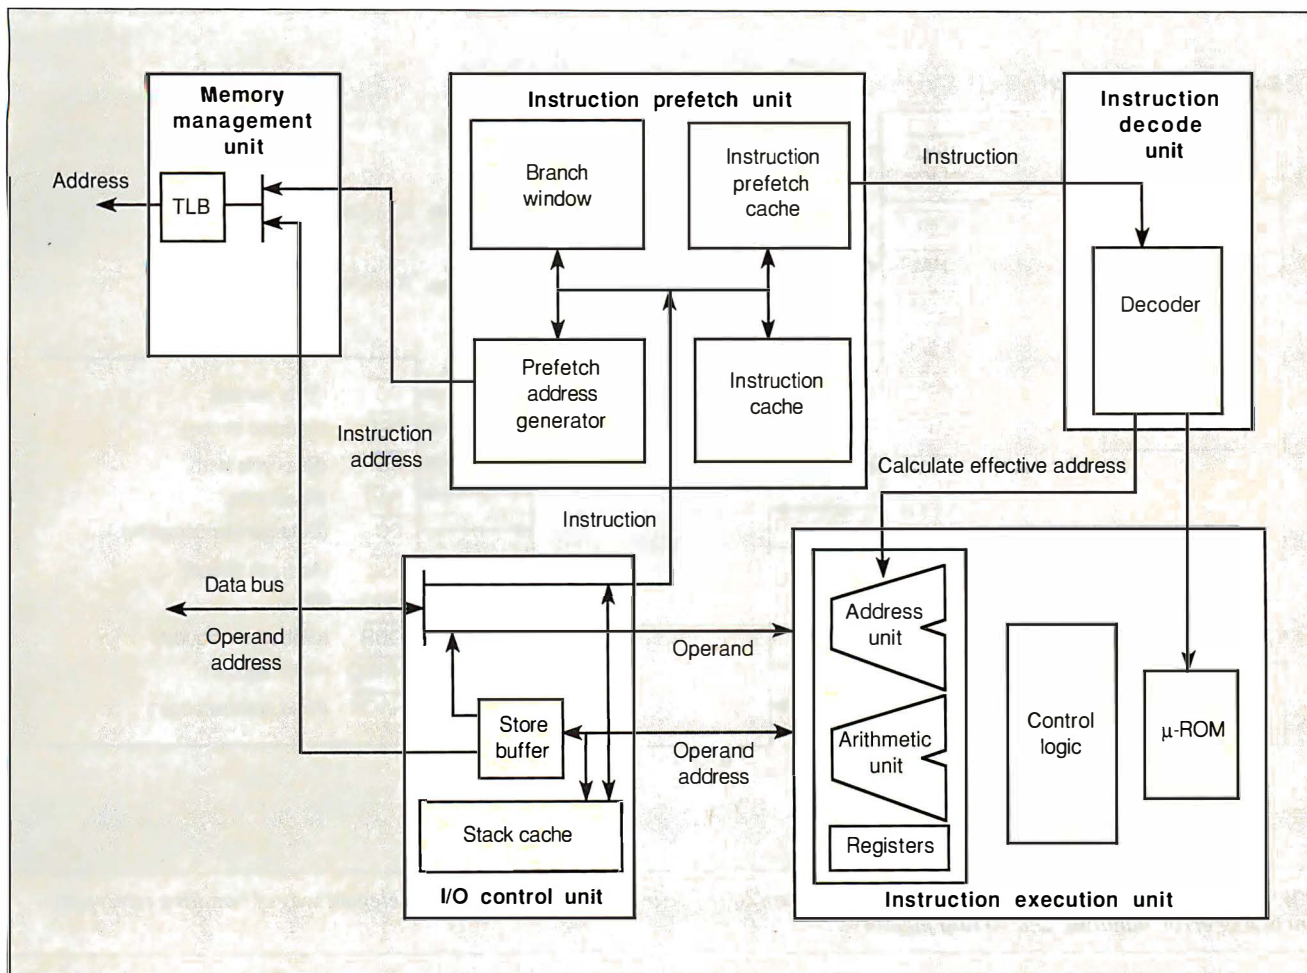 Memory
management
unit
Address
TLB
Instruction prefetch unit
Branch
window
Instruction
prefetch
cache
Prefetch
address
generator
Instruction
cache
Instruction
Instruction
decode
unit
Decoder
Instruction
address
Calculate effective address
Instruction
Data bus
Operand
address
Operand
Store
buffer
Operand
address
Stack cache
I/O control unit
Address
unit
Arithmetic
unit
Registers
Control
logic
µ-ROM
Instruction execution unit